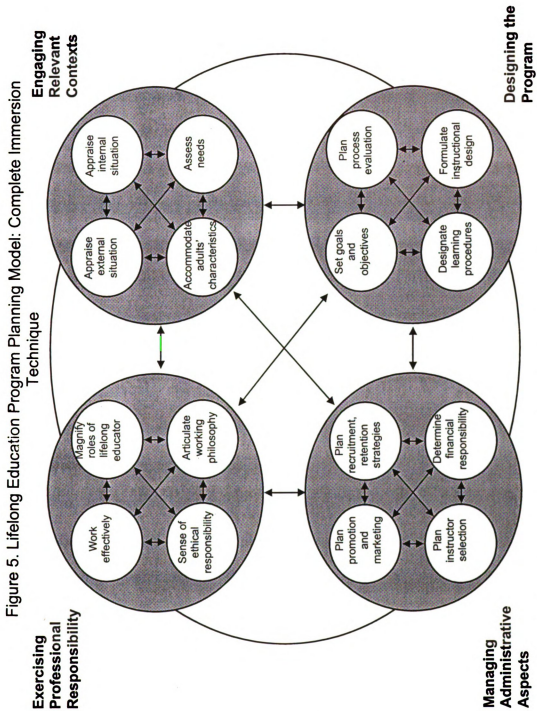 Figure 5. Lifelong Education Program Planning Model: Complete Immersion
Technique
Exercising
Professional
Responsibility
Engaging
Relevant
Contexts
Work
effectively
Magnify
roles of
lifelong
educator
Sense of
ethical
responsibility
Articulate
working
philosophy
Appraise
external
situation
Appraise
internal
situation
Accommodate
adults'
characteristics
Assess
needs
Plan
promotion
and
marketing
Plan
recruitment,
retention
strategies
Plan
instructor
selection
Determine
financial
responsibility
Set goals
and
objectives
Plan
process
evaluation
Designate
learning
procedures
Formulate
instructional
design
Managing
Administrative
Aspects
Designing the
Program